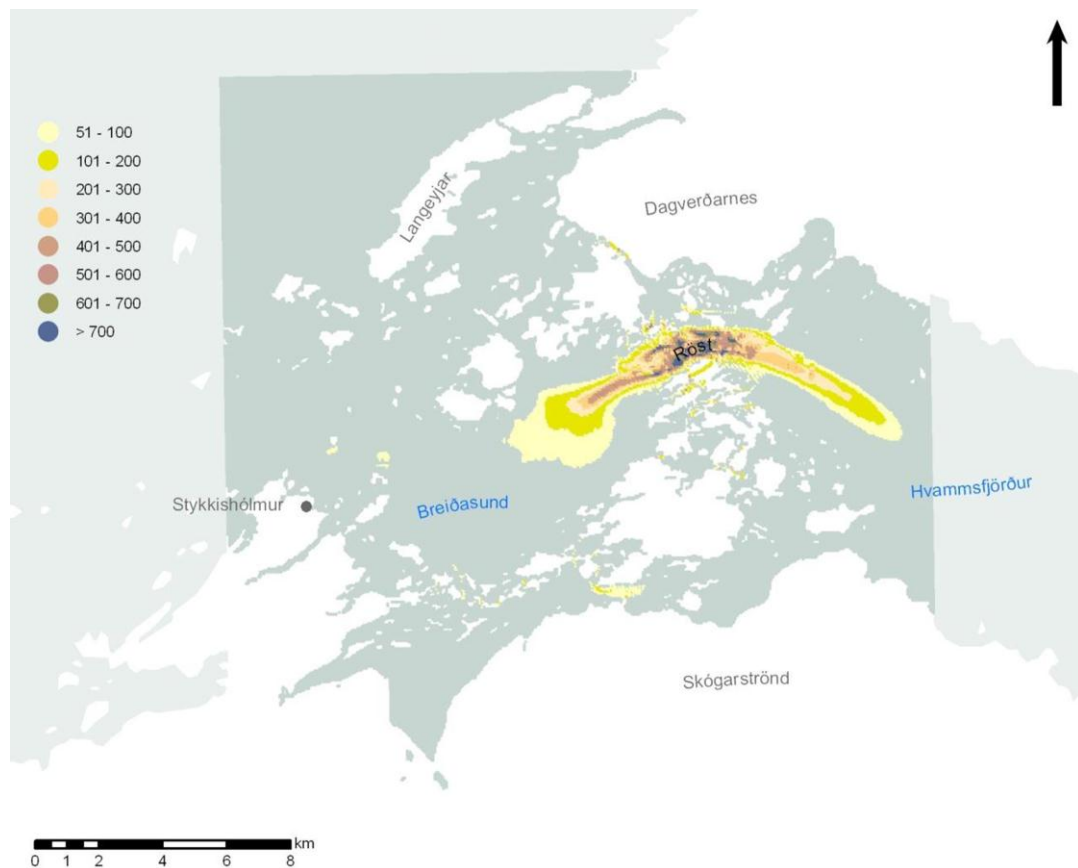 51 - 100
101 - 200
201 - 300
301 - 400
401 - 500
501 - 600
601 - 700
> 700
Langeyjar
Dagverðarnes
Röst
Stykkishólmur
Breiðasund
Hvammsfjörður
Skógarströnd
km
0 1 2 4 6 8